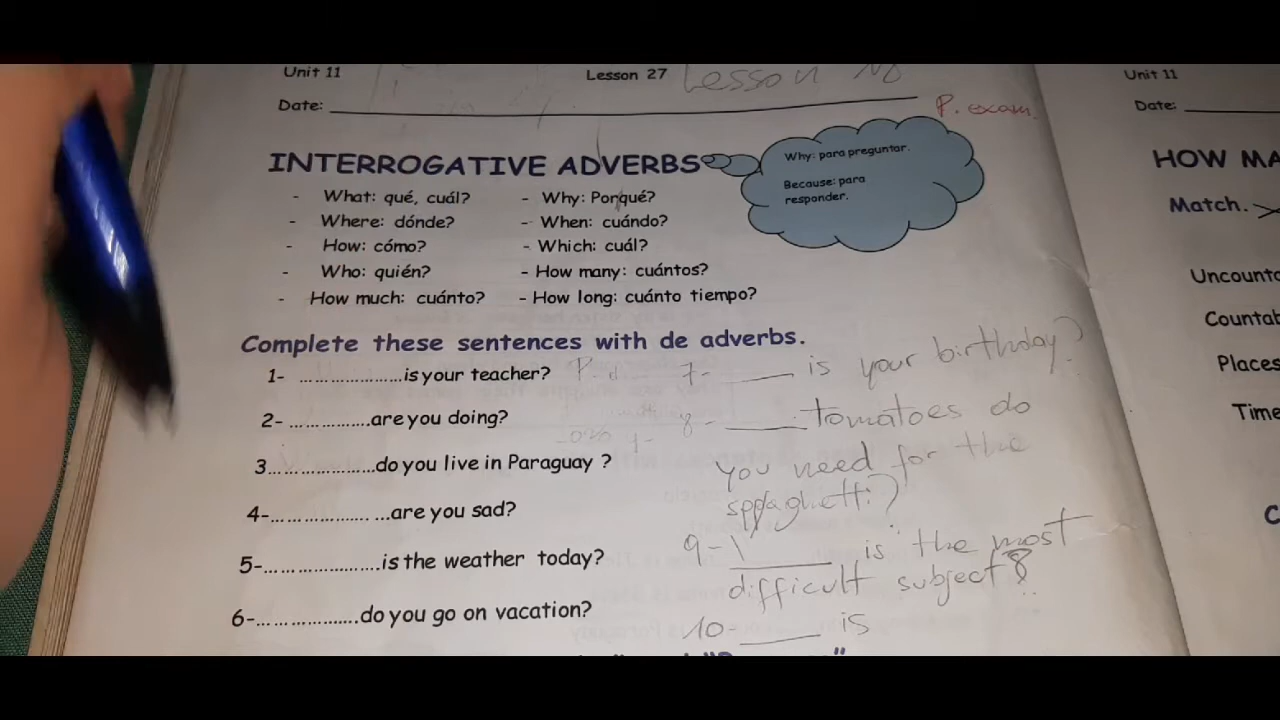 Unit 11 Lesson 27 Lesson No
Date:
P. exam.
INTERROGATIVE ADVERBS
- What: qué, cuál? - Why: Porqué?
- Where: dónde? - When: cuándo?
- How: cómo? - Which: cuál?
- Who: quién? - How many: cuántos?
- How much: cuánto? - How long: cuánto tiempo?
Why: para preguntar.
Because: para
responder.
Complete these sentences with de adverbs.
1- ........................is your teacher?
2- ...................are you doing?
3.........................do you live in Paraguay ?
4-..................... ...are you sad?
5-........................is the weather today?
6-.....................do you go on vacation?
7- ____ is your birthday?
8- ____ tomatoes do
you need for the
sppaghetti?
9- ____ is the most
difficult subject?
10- ____ is
Unit 11
Date:
HOW MA
Match.
Uncounta
Countab
Places
Time